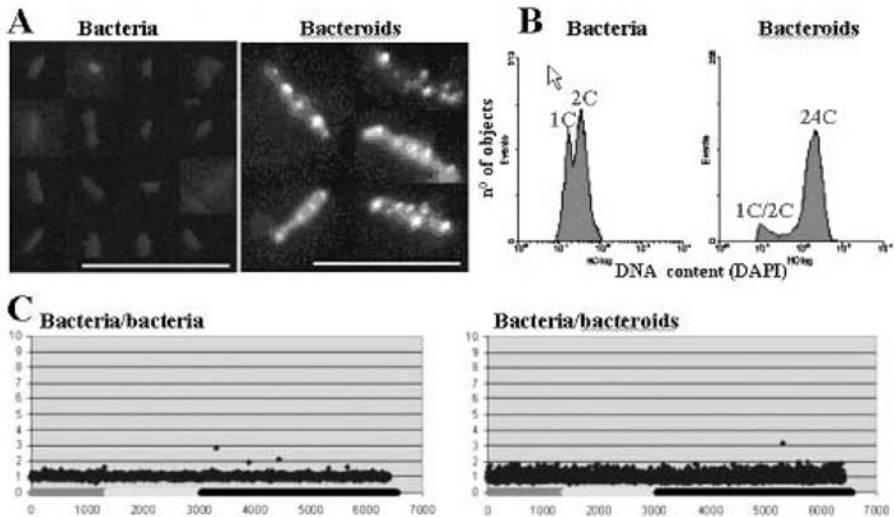 A
Bacteria
Bacteroids
B
Bacteria
Bacteroids
nº of objects
Events
1C
2C
Events
1C/2C
24C
DNA content (DAPI)
C
Bacteria/bacteria
10
9
8
7
6
5
4
3
2
1
0
0
1000
2000
3000
4000
5000
6000
7000
Bacteria/bacteroids
10
9
8
7
6
5
4
3
2
1
0
0
1000
2000
3000
4000
5000
6000
7000